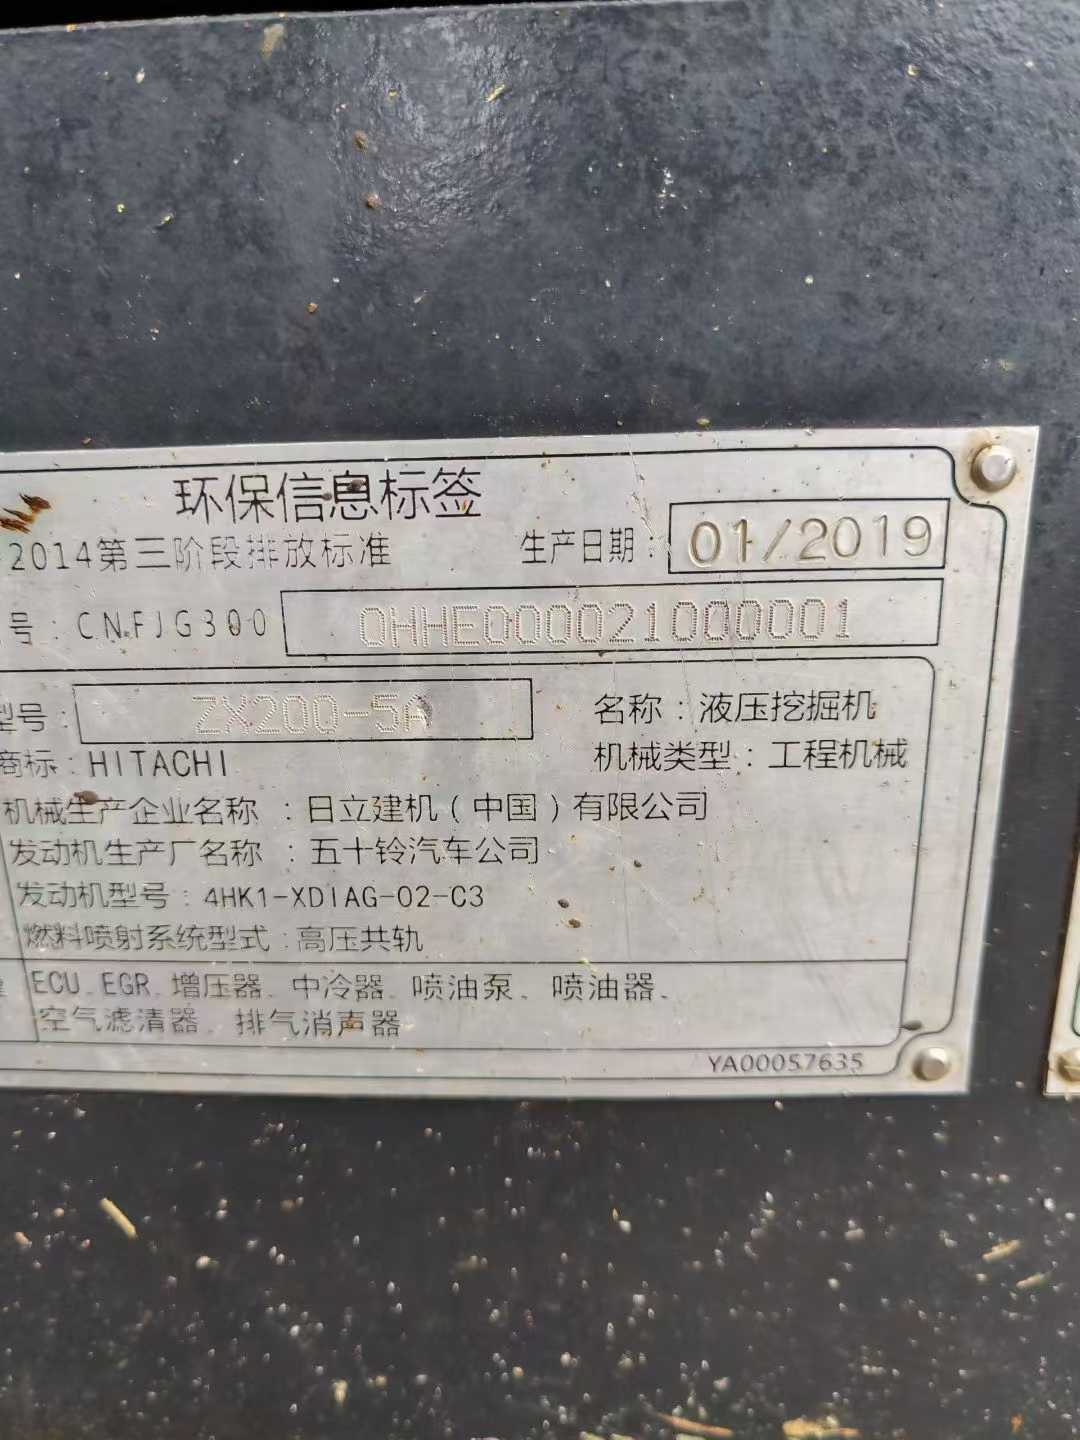 环保信息标签
2014第三阶段排放标准 生产日期：01/2019
号：CN FJ G3 00 0HHE000021000001
型号：ZX200-5A 名称：液压挖掘机
商标：HITACHI 机械类型：工程机械
机械生产企业名称：日立建机（中国）有限公司
发动机生产厂名称：五十铃汽车公司
发动机型号：4HK1-XDIAG-02-C3
燃料喷射系统型式：高压共轨
ECU、EGR、增压器、中冷器、喷油泵、喷油器、
空气滤清器、排气消声器
YA00057635